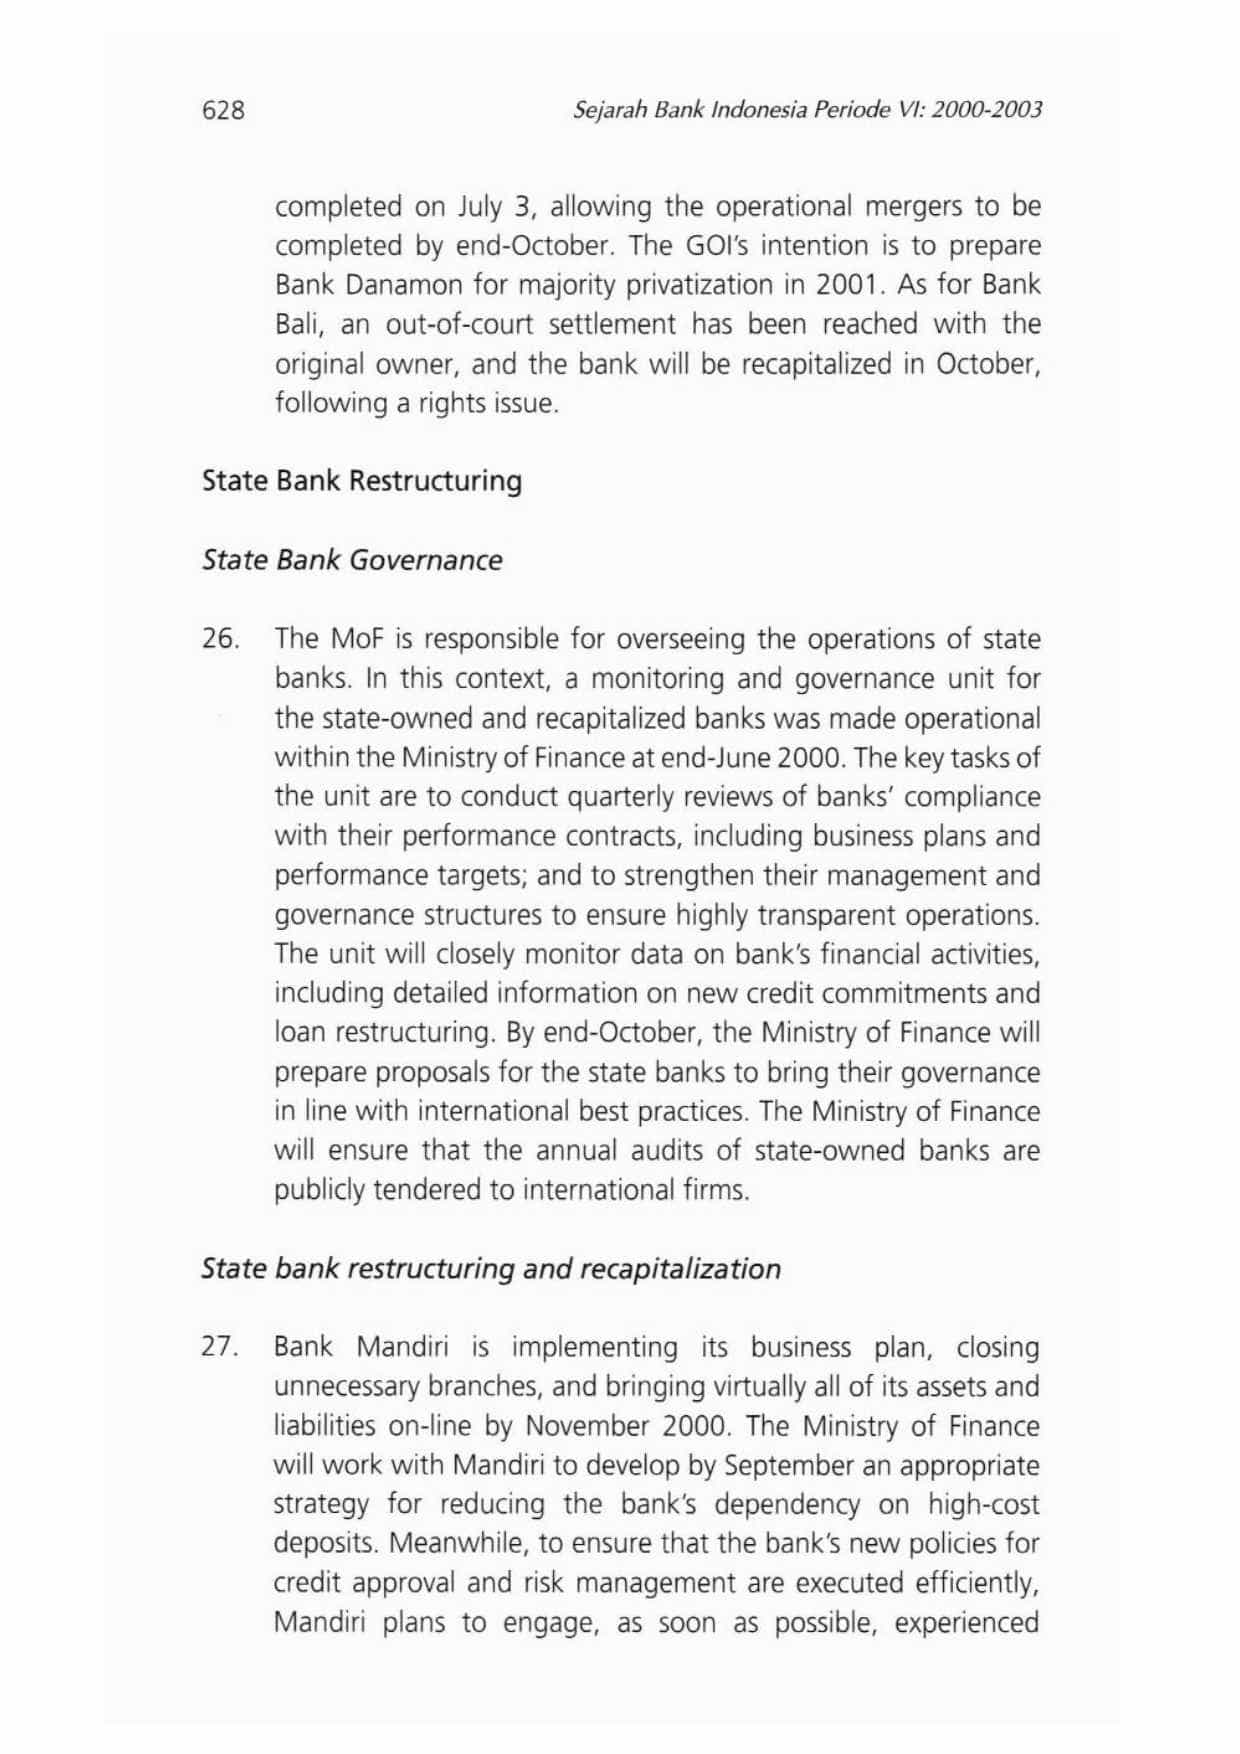 628
Sejarah Bank Indonesia Periode VI: 2000-2003
completed on July 3, allowing the operational mergers to be
completed by end-October. The GOI's intention is to prepare
Bank Danamon for majority privatization in 2001. As for Bank
Bali, an out-of-court settlement has been reached with the
original owner, and the bank will be recapitalized in October,
following a rights issue.
State Bank Restructuring
State Bank Governance
26. The MoF is responsible for overseeing the operations of state
banks. In this context, a monitoring and governance unit for
the state-owned and recapitalized banks was made operational
within the Ministry of Finance at end-June 2000. The key tasks of
the unit are to conduct quarterly reviews of banks' compliance
with their performance contracts, including business plans and
performance targets; and to strengthen their management and
governance structures to ensure highly transparent operations.
The unit will closely monitor data on bank's financial activities,
including detailed information on new credit commitments and
loan restructuring. By end-October, the Ministry of Finance will
prepare proposals for the state banks to bring their governance
in line with international best practices. The Ministry of Finance
will ensure that the annual audits of state-owned banks are
publicly tendered to international firms.
State bank restructuring and recapitalization
27. Bank Mandiri is implementing its business plan, closing
unnecessary branches, and bringing virtually all of its assets and
liabilities on-line by November 2000. The Ministry of Finance
will work with Mandiri to develop by September an appropriate
strategy for reducing the bank's dependency on high-cost
deposits. Meanwhile, to ensure that the bank's new policies for
credit approval and risk management are executed efficiently,
Mandiri plans to engage, as soon as possible, experienced